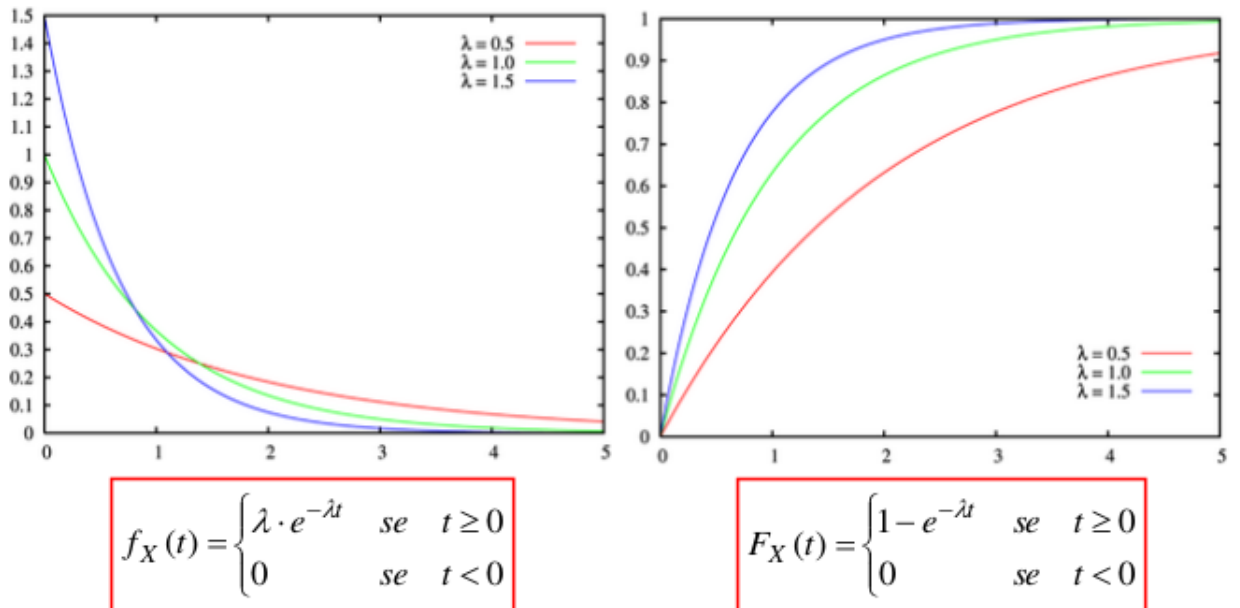 1.5
1.4
1.3
1.2
1.1
1
0.9
0.8
0.7
0.6
0.5
0.4
0.3
0.2
0.1
0
0 1 2 3 4 5
λ = 0.5
λ = 1.0
λ = 1.5
1
0.9
0.8
0.7
0.6
0.5
0.4
0.3
0.2
0.1
0
0 1 2 3 4 5
λ = 0.5
λ = 1.0
λ = 1.5
f_X(t) = { λ · e^{-λt} se t ≥ 0
0 se t < 0
F_X(t) = { 1 − e^{-λt} se t ≥ 0
0 se t < 0